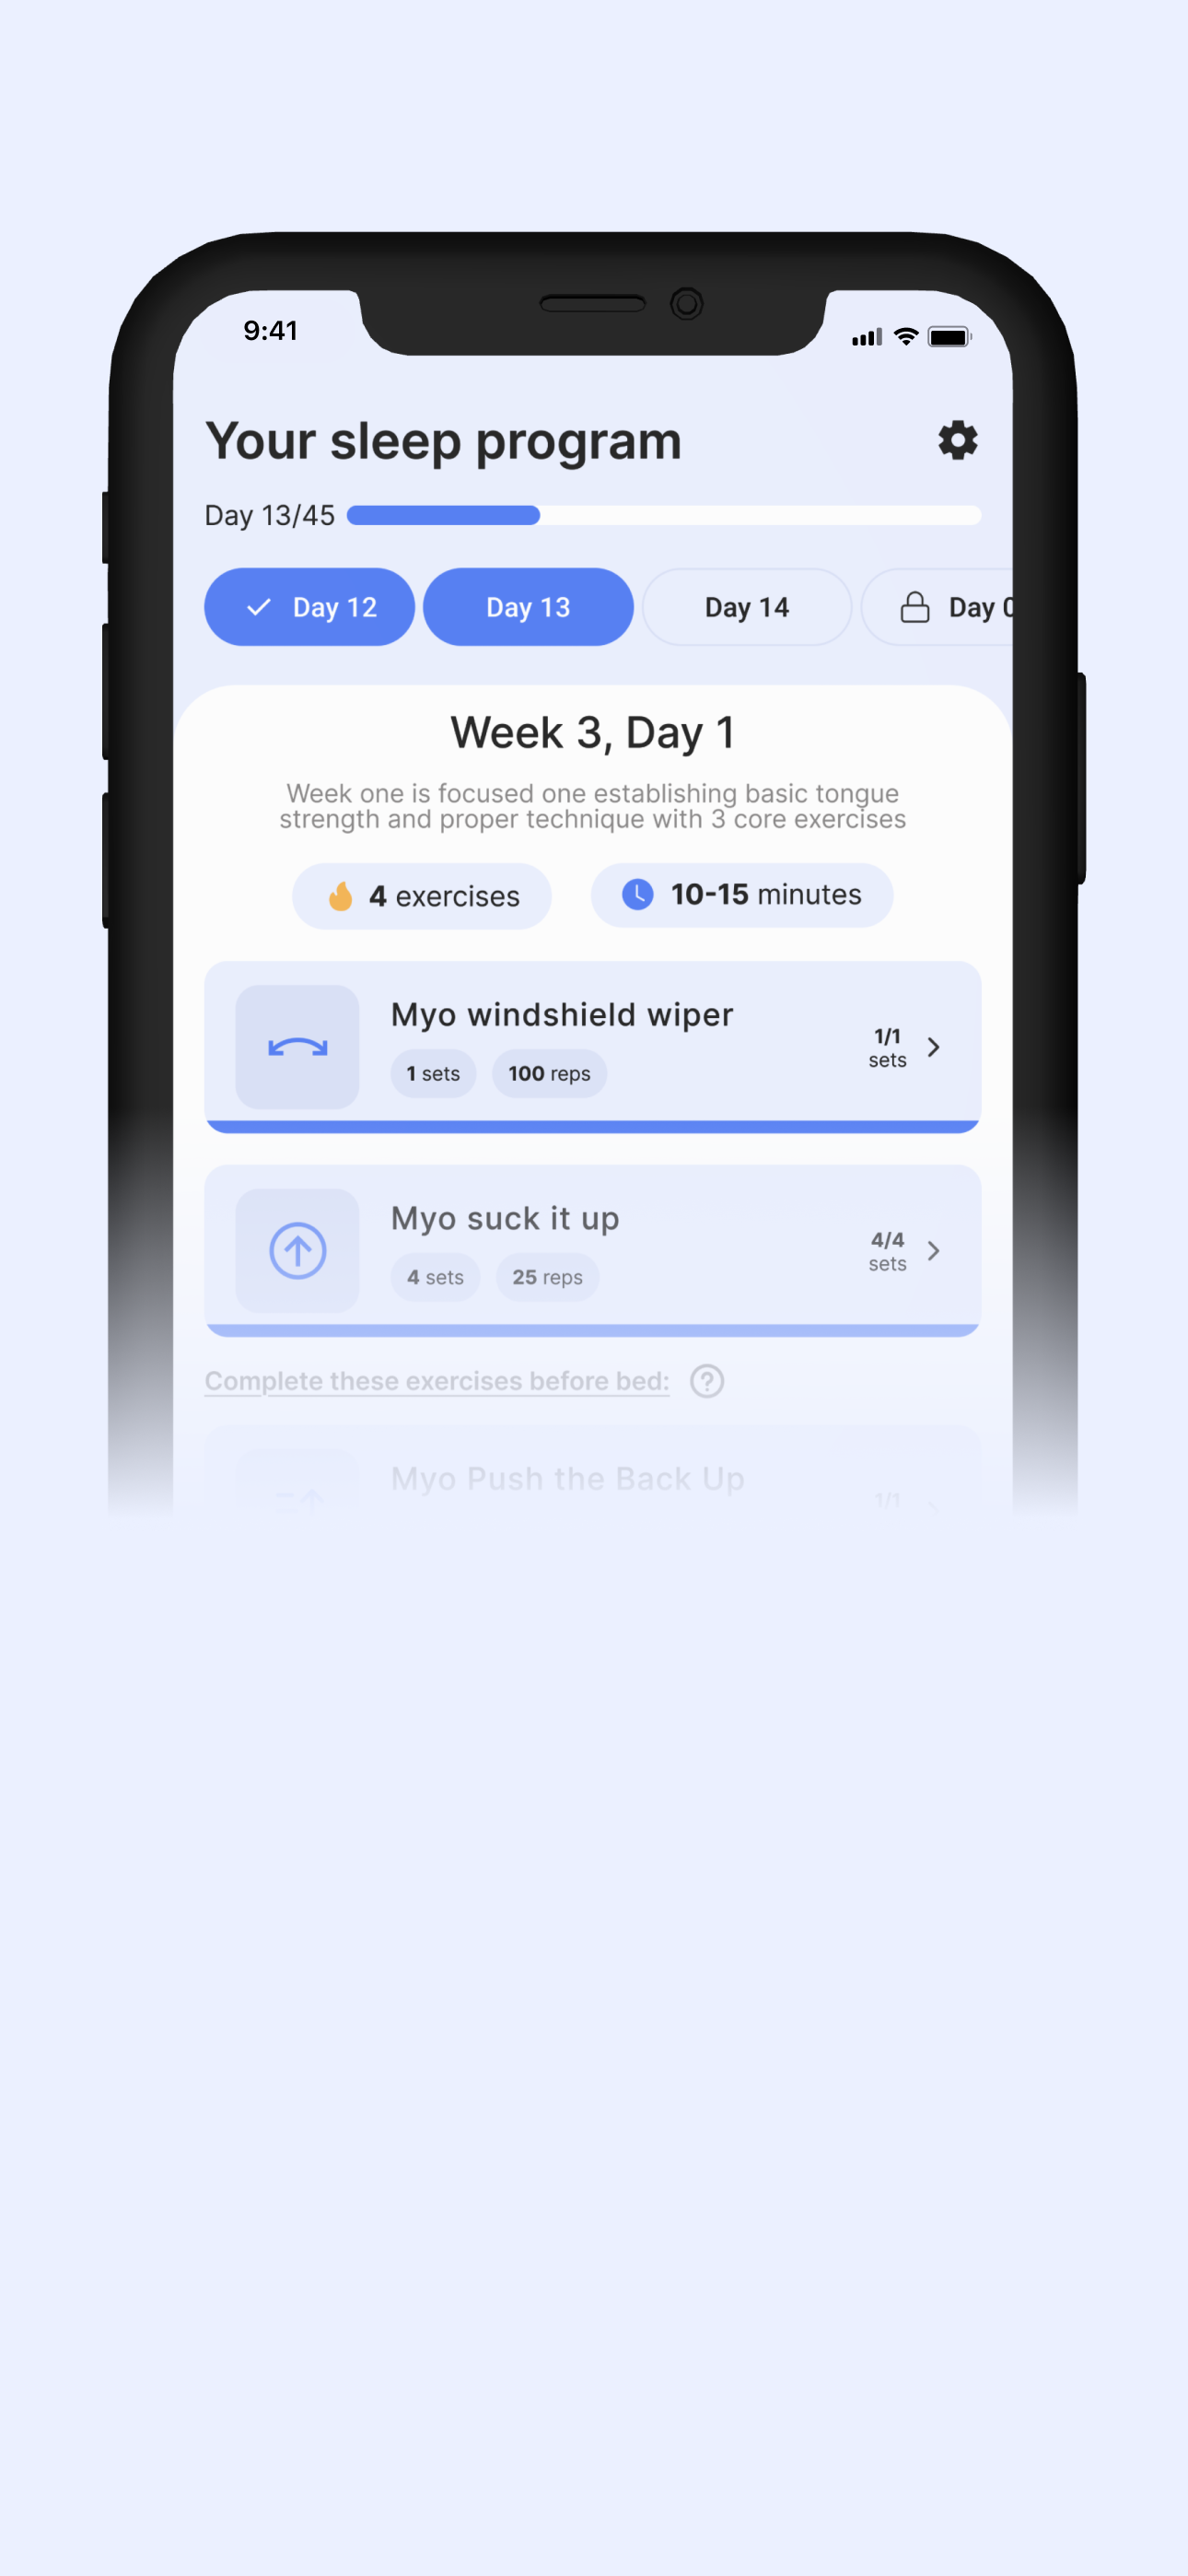 9:41
Your sleep program
Day 13/45
Day 12
Day 13
Day 14
Day 0
Week 3, Day 1
Week one is focused one establishing basic tongue
strength and proper technique with 3 core exercises
4 exercises
10-15 minutes
Myo windshield wiper
1 sets
100 reps
1/1
sets
Myo suck it up
4 sets
25 reps
4/4
sets
Complete these exercises before bed:
Myo Push the Back Up
1/1